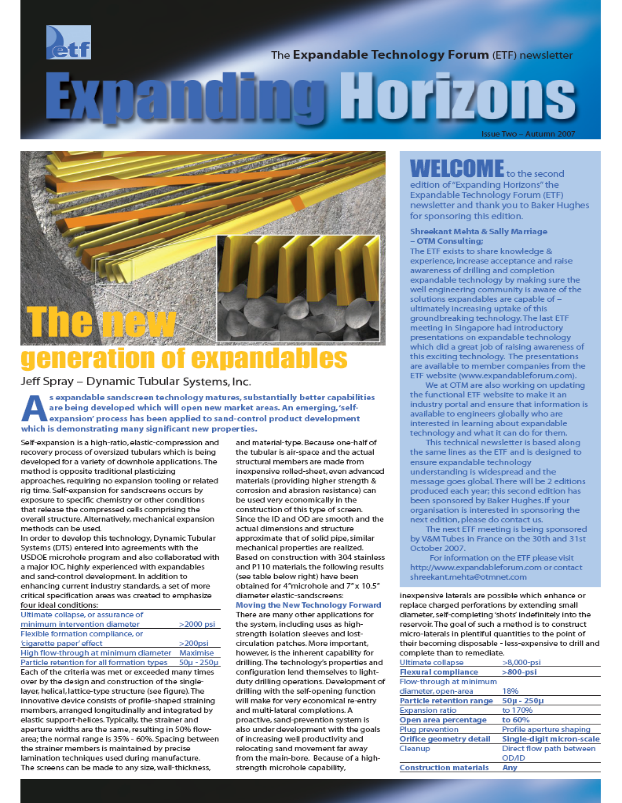 etf
The Expandable Technology Forum (ETF) newsletter
Expanding Horizons
Issue Two – Autumn 2007
The new
generation of expandables
Jeff Spray – Dynamic Tubular Systems, Inc.
As expandable sandscreen technology matures, substantially better capabilities
are being developed which will open new market areas. An emerging, 'self-
expansion' process has been applied to sand-control product development
which is demonstrating many significant new properties.
Self-expansion is a high-ratio, elastic-compression and
recovery process of oversized tubulars which is being
developed for a variety of downhole applications. The
method is opposite traditional plasticizing
approaches, requiring no expansion tooling or related
rig time. Self-expansion for sandscreens occurs by
exposure to specific chemistry or other conditions
that release the compressed cells comprising the
overall structure. Alternatively, mechanical expansion
methods can be used.
In order to develop this technology, Dynamic Tubular
Systems (DTS) entered into agreements with the
USDOE microhole program and also collaborated with
a major IOC, highly experienced with expandables
and sand-control development. In addition to
enhancing current industry standards, a set of more
critical specification areas was created to emphasize
four ideal conditions:
Ultimate collapse, or assurance of
minimum intervention diameter >2000 psi
Flexible formation compliance, or
'cigarette paper' effect >200psi
High flow-through at minimum diameter Maximise
Particle retention for all formation types 50µ - 250µ
Each of the criteria was met or exceeded many times
over by the design and construction of the single-
layer, helical, lattice-type structure (see figure). The
innovative device consists of profile-shaped straining
members, arranged longitudinally and integrated by
elastic support-helices. Typically, the strainer and
aperture widths are the same, resulting in 50% flow-
area; the normal range is 35% - 60%. Spacing between
the strainer members is maintained by precise
lamination techniques used during manufacture.
The screens can be made to any size, wall-thickness,
and material-type. Because one-half of
the tubular is air-space and the actual
structural members are made from
inexpensive rolled-sheet, even advanced
materials (providing higher strength &
corrosion and abrasion resistance) can
be used very economically in the
construction of this type of screen.
Since the ID and OD are smooth and the
actual dimensions and structure
approximate that of solid pipe, similar
mechanical properties are realized.
Based on construction with 304 stainless
and P110 materials, the following results
(see table below right) have been
obtained for 4"microhole and 7" x 10.5"
diameter elastic-sandscreens:
Moving the New Technology Forward
There are many other applications for
the system, including uses as high-
strength isolation sleeves and lost-
circulation patches. More important,
however, is the inherent capability for
drilling. The technology's properties and
configuration lend themselves to light-
duty drilling operations. Development of
drilling with the self-opening function
will make for very economical re-entry
and multi-lateral completions. A
proactive, sand-prevention system is
also under development with the goals
of increasing well productivity and
relocating sand movement far away
from the main-bore. Because of a high-
strength microhole capability,
WELCOME to the second
edition of "Expanding Horizons" the
Expandable Technology Forum (ETF)
newsletter and thank you to Baker Hughes
for sponsoring this edition.
Shreekant Mehta & Sally Marriage
– OTM Consulting;
The ETF exists to share knowledge &
experience, increase acceptance and raise
awareness of drilling and completion
expandable technology by making sure the
well engineering community is aware of the
solutions expandables are capable of –
ultimately increasing uptake of this
groundbreaking technology. The last ETF
meeting in Singapore had introductory
presentations on expandable technology
which did a great job of raising awareness of
this exciting technology. The presentations
are available to member companies from the
ETF website (www.expandableforum.com).
We at OTM are also working on updating
the functional ETF website to make it an
industry portal and ensure that information is
available to engineers globally who are
interested in learning about expandable
technology and what it can do for them.
This technical newsletter is based along
the same lines as the ETF and is designed to
ensure expandable technology
understanding is widespread and the
message goes global. There will be 2 editions
produced each year; this second edition has
been sponsored by Baker Hughes. If your
organisation is interested in sponsoring the
next edition, please do contact us.
The next ETF meeting is being sponsored
by V&M Tubes in France on the 30th and 31st
October 2007.
For information on the ETF please visit
http://www.expandableforum.com or contact
shreekant.mehta@otmnet.com
inexpensive laterals are possible which enhance or
replace charged perforations by extending small
diameter, self-completing 'shots' indefinitely into the
reservoir. The goal of such a method is to construct
micro-laterals in plentiful quantities to the point of
their becoming disposable – less-expensive to drill and
complete than to remediate.
Ultimate collapse >8,000-psi
Flexural compliance >800-psi
Flow-through at minimum
diameter, open-area 18%
Particle retention range 50µ - 250µ
Expansion ratio to 170%
Open area percentage to 60%
Plug prevention Profile aperture shaping
Orifice geometry detail Single-digit micron-scale
Cleanup Direct flow path between
OD/ID
Construction materials Any